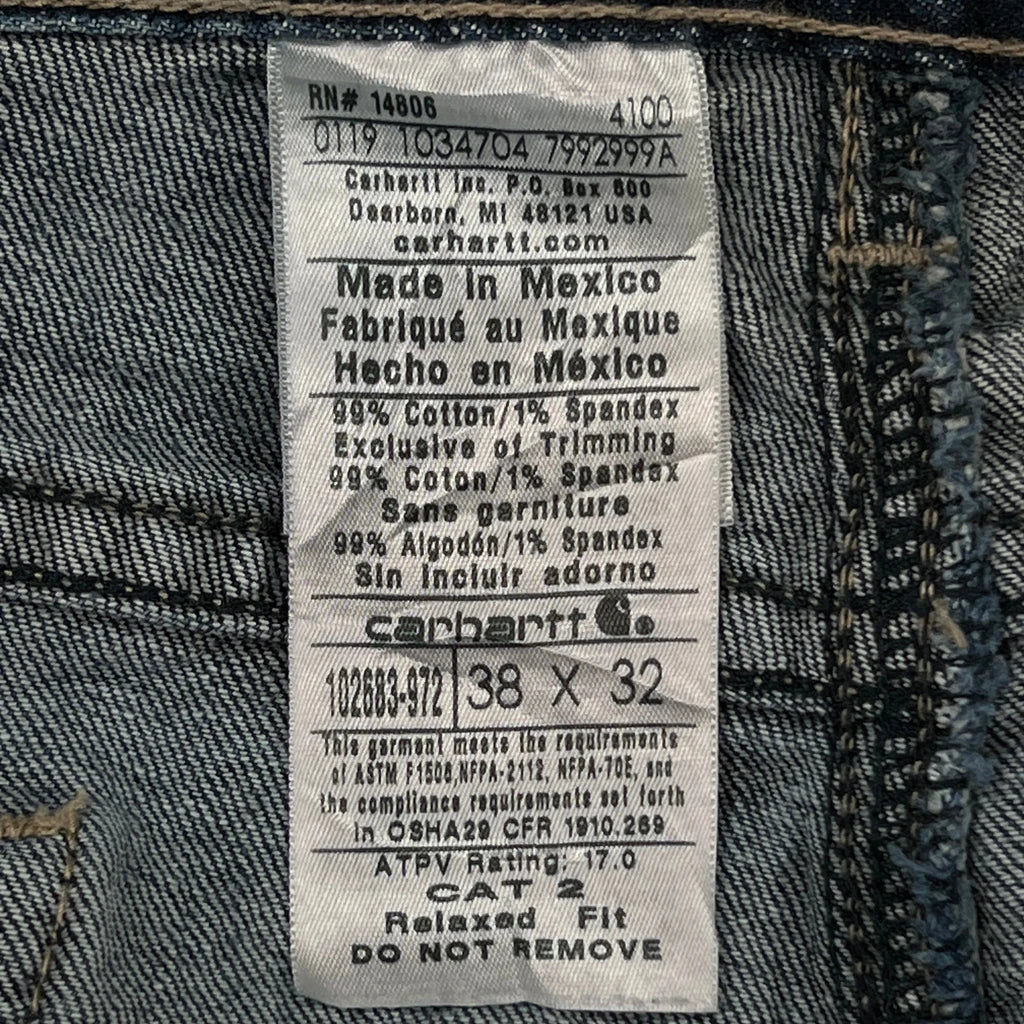 RN# 14806 4100
0119 1034704 7992999A
Carhartt Inc. P.O. Box 600
Dearborn, MI 48121 USA
carhartt.com
Made in Mexico
Fabriqué au Mexique
Hecho en México
99% Cotton/1% Spandex
Exclusive of Trimming
99% Coton/1% Spandex
Sans garniture
99% Algodón/1% Spandex
Sin incluir adorno
carhartt
102683-972 38 X 32
This garment meets the requirements
of ASTM F1506,NFPA-2112, NFPA-70E, and
the compliance requirements set forth
in OSHA29 CFR 1910.269
ATPV Rating: 17.0
CAT 2
Relaxed Fit
DO NOT REMOVE